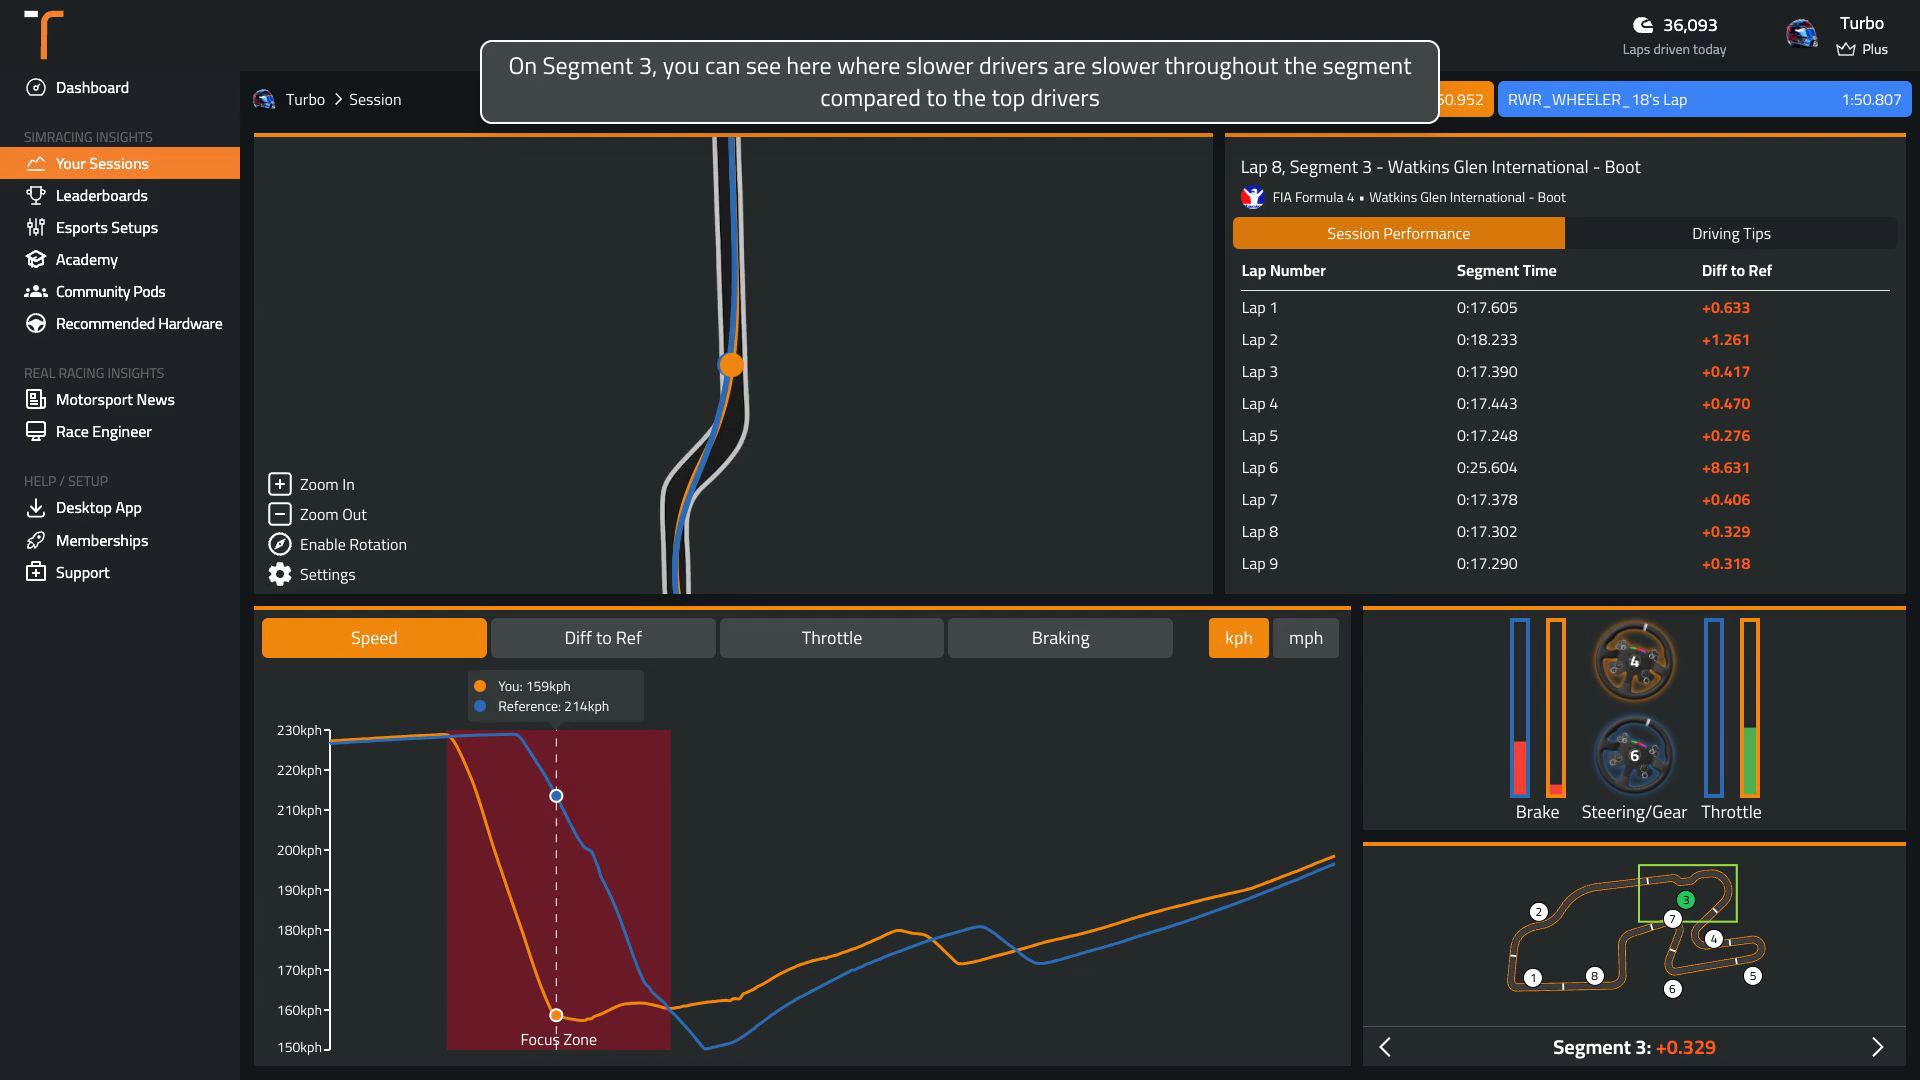 36,093
Laps driven today
Turbo
Plus
On Segment 3, you can see here where slower drivers are slower throughout the segment
compared to the top drivers
Dashboard
SIMRACING INSIGHTS
Your Sessions
Leaderboards
Esports Setups
Academy
Community Pods
Recommended Hardware
REAL RACING INSIGHTS
Motorsport News
Race Engineer
HELP / SETUP
Desktop App
Memberships
Support
Turbo > Session
RWR_WHEELER_18's Lap 1:50.807
Zoom In
Zoom Out
Enable Rotation
Settings
Lap 8, Segment 3 - Watkins Glen International - Boot
FIA Formula 4 • Watkins Glen International - Boot
Session Performance Driving Tips
Lap Number Segment Time Diff to Ref
Lap 1 0:17.605 +0.633
Lap 2 0:18.233 +1.261
Lap 3 0:17.390 +0.417
Lap 4 0:17.443 +0.470
Lap 5 0:17.248 +0.276
Lap 6 0:25.604 +8.631
Lap 7 0:17.378 +0.406
Lap 8 0:17.302 +0.329
Lap 9 0:17.290 +0.318
Speed Diff to Ref Throttle Braking kph mph
You: 159kph
Reference: 214kph
230kph
220kph
210kph
200kph
190kph
180kph
170kph
160kph
150kph
Focus Zone
4
6
Brake Steering/Gear Throttle
3
2
7
4
1
8
5
6
Segment 3: +0.329